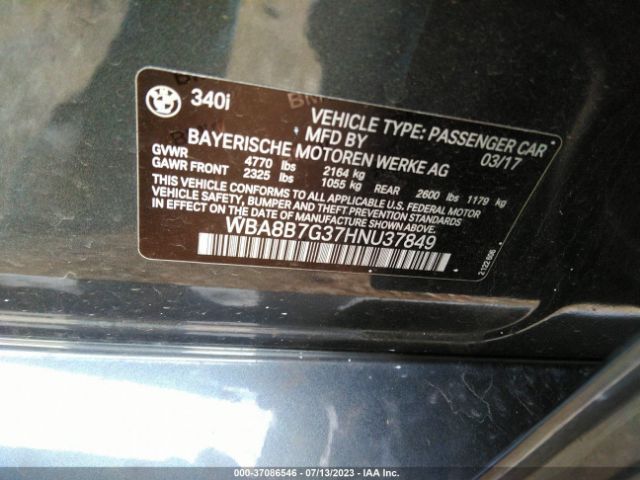 340i
VEHICLE TYPE: PASSENGER CAR
MFD BY 03/17
BAYERISCHE MOTOREN WERKE AG
GVWR 4770 lbs 2164 kg
GAWR FRONT 2325 lbs 1055 kg REAR 2600 lbs 1179 kg
THIS VEHICLE CONFORMS TO ALL APPLICABLE U.S. FEDERAL MOTOR
VEHICLE SAFETY, BUMPER AND THEFT PREVENTION STANDARDS
IN EFFECT ON THE DATE OF MANUFACTURE SHOWN ABOVE.
WBA8B7G37HNU37849
000-37086546 - 07/13/2023 - IAA Inc.